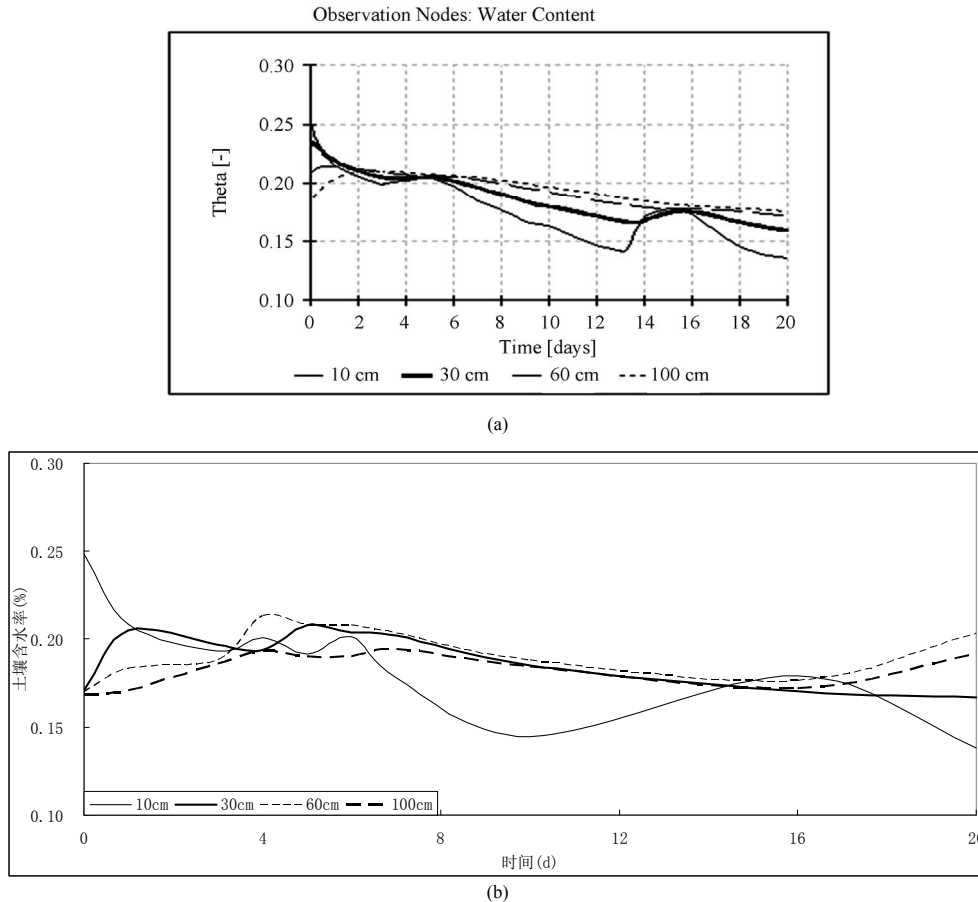 Observation Nodes: Water Content
0.30
0.25
0.20
0.15
0.10
Theta [-]
0 2 4 6 8 10 12 14 16 18 20
Time [days]
10 cm 30 cm 60 cm 100 cm
(a)
0.30
0.25
0.20
0.15
0.10
土壤含水率(%)
10cm 30cm 60cm 100cm
0 4 8 12 16 20
时间(d)
(b)